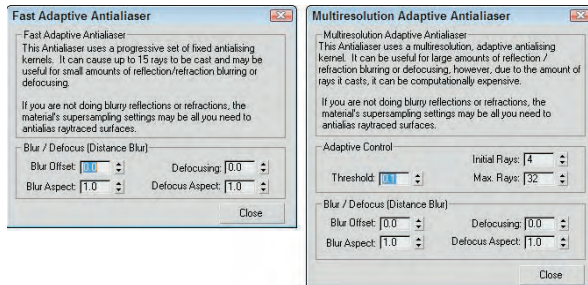 Fast Adaptive Antialiaser
Fast Adaptive Antialiaser
This Antialiaser uses a progressive set of fixed antialising
kernels. It can cause up to 15 rays to be cast and may be
useful for small amounts of reflection/refraction blurring or
defocusing.
If you are not doing blurry reflections or refractions, the
material's supersampling settings may be all you need to
antialias raytraced surfaces.
Blur / Defocus (Distance Blur)
Blur Offset: 0.0 Defocusing: 0.0
Blur Aspect: 1.0 Defocus Aspect: 1.0
Close
Multiresolution Adaptive Antialiaser
Multiresolution Adaptive Antialiaser
This Antialiaser uses a multiresolution, adaptive antialising
kernel. It can be useful for large amounts of reflection /
refraction blurring or defocusing, however, due to the amount of
rays it casts, it can be computationally expensive.
If you are not doing blurry reflections or refractions, the
material's supersampling settings may be all you need to
antialias raytraced surfaces.
Adaptive Control
Initial Rays: 4
Threshold: 0.1 Max. Rays: 32
Blur / Defocus (Distance Blur)
Blur Offset: 0.0 Defocusing: 0.0
Blur Aspect: 1.0 Defocus Aspect: 1.0
Close